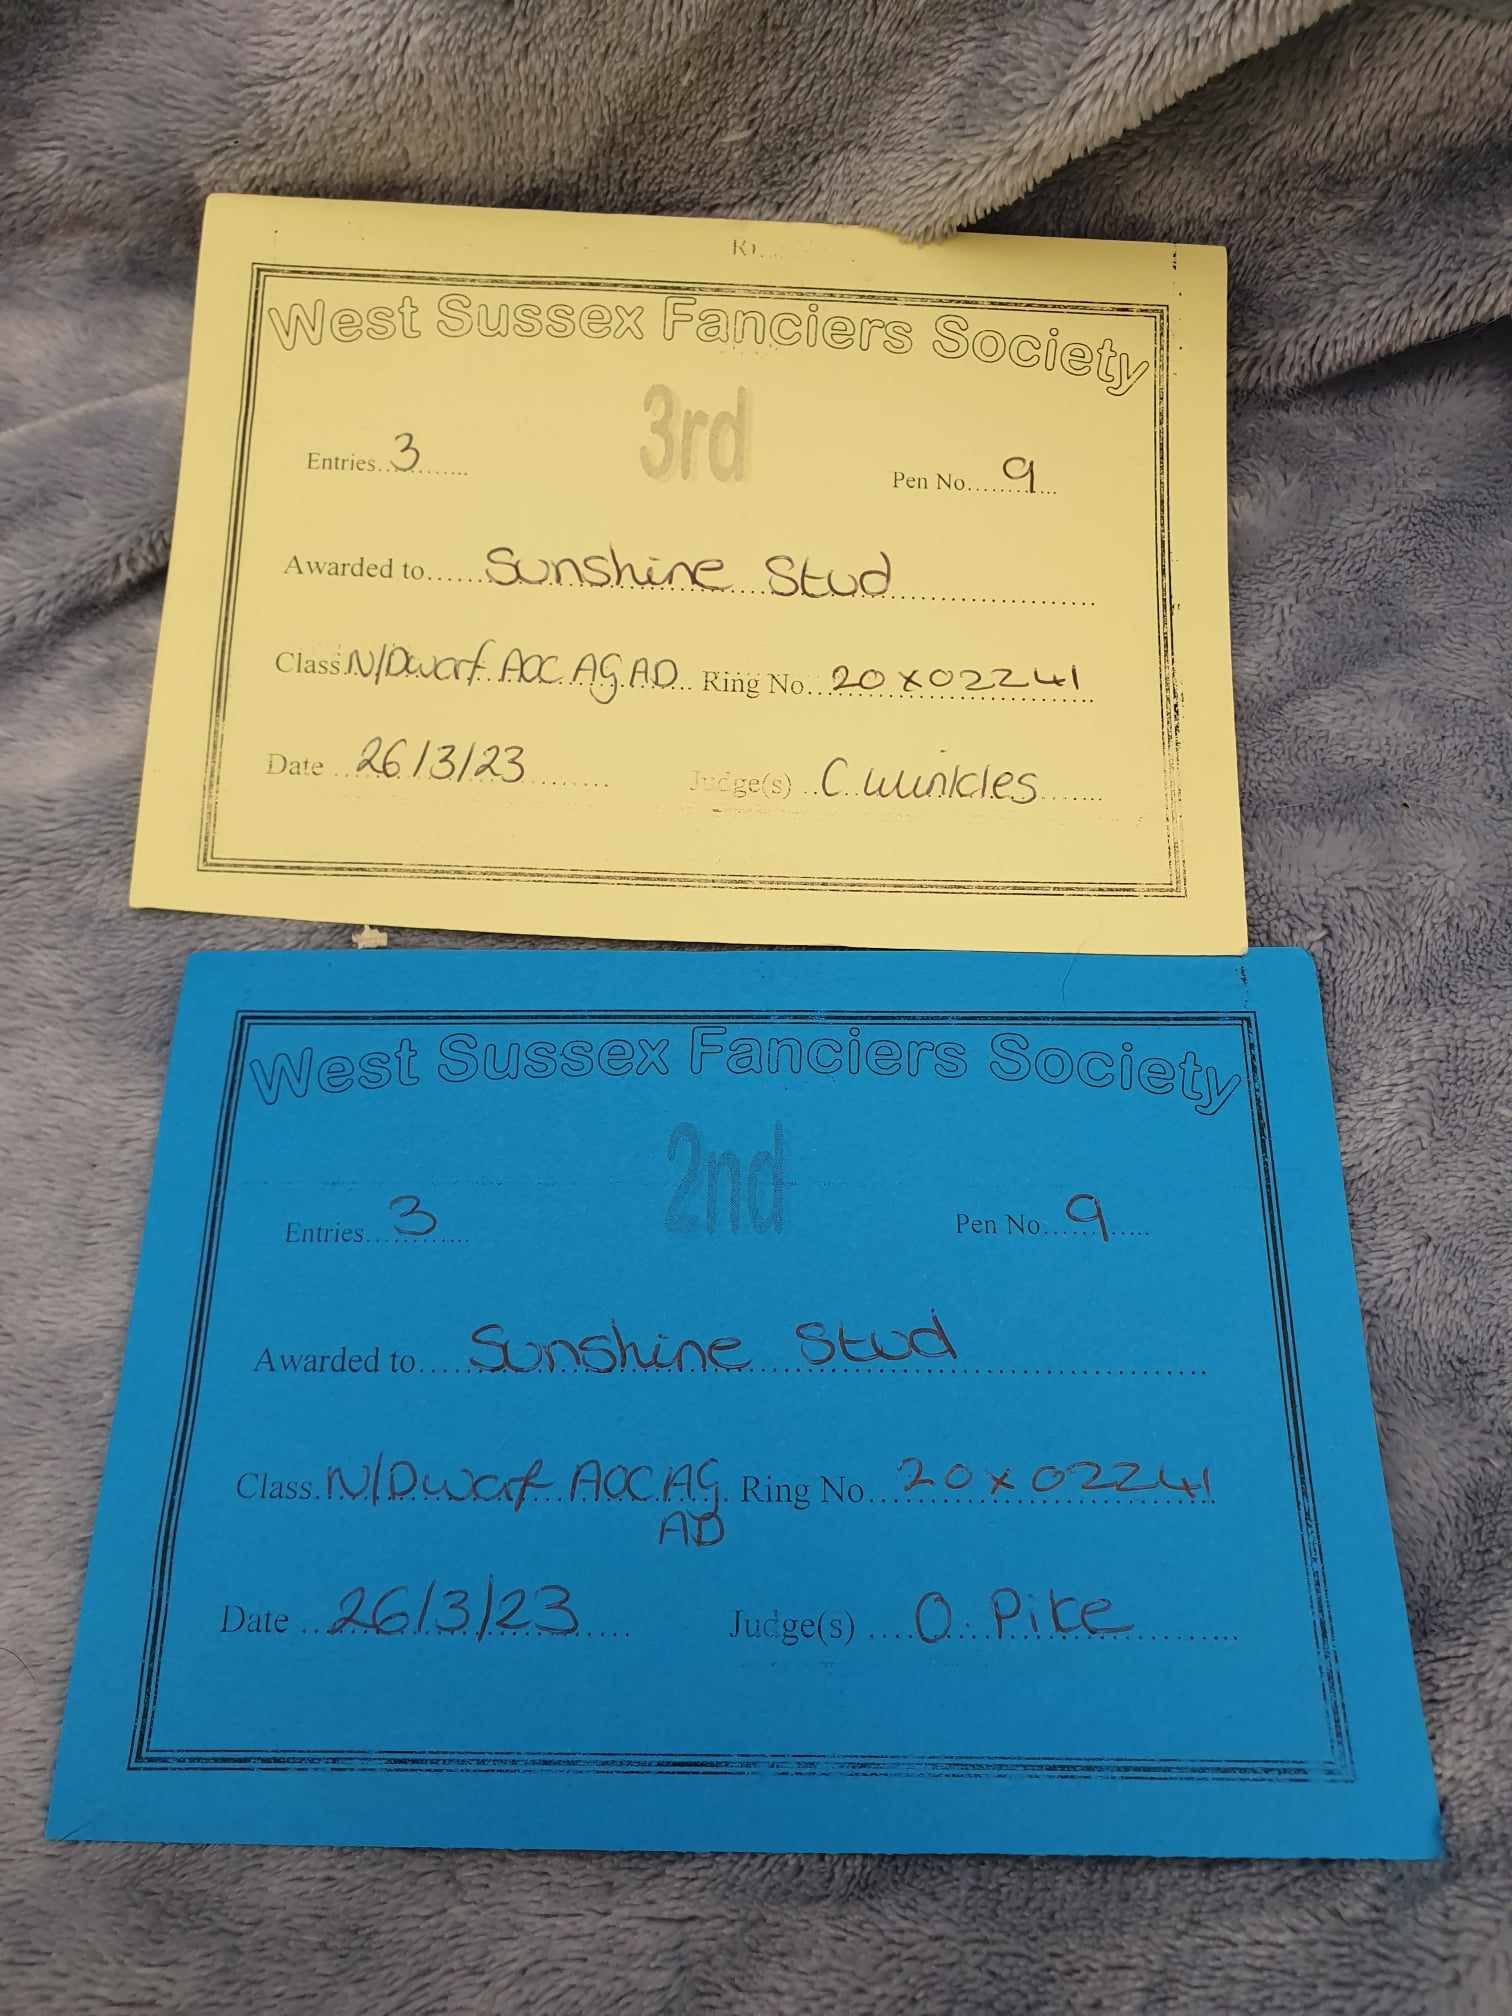 West Sussex Fanciers Society
3rd
Entries...3.......... Pen No........9....
Awarded to......Sunshine Stud..............
Class.N/Dwarf AOC AG AD.. Ring No...20x02241
Date ...26/3/23........ Judge(s) ..C Winkles.......
West Sussex Fanciers Society
2nd
Entries...3.......... Pen No......9.....
Awarded to....Sunshine Stud..............
Class.N/Dwarf AOC AG. Ring No...20x02241
AD
Date ...26/3/23..... Judge(s) ....O. Pike..........